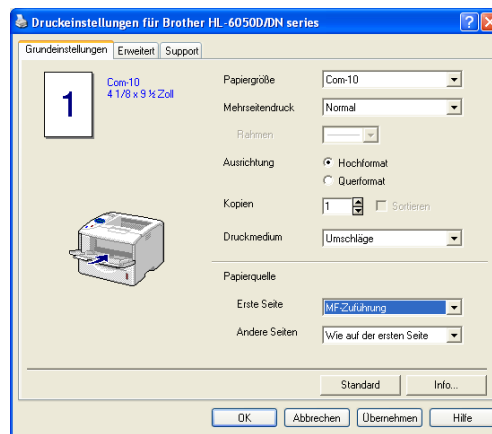 Druckeinstellungen für Brother HL-6050D/DN series
Grundeinstellungen Erweitert Support
1
Com-10
4 1/8 x 9 ½ Zoll
Papiergröße Com-10
Mehrseitendruck Normal
Rahmen
Ausrichtung Hochformat
Querformat
Kopien 1 Sortieren
Druckmedium Umschläge
Papierquelle
Erste Seite MF-Zuführung
Andere Seiten Wie auf der ersten Seite
Standard Info...
OK Abbrechen Übernehmen Hilfe